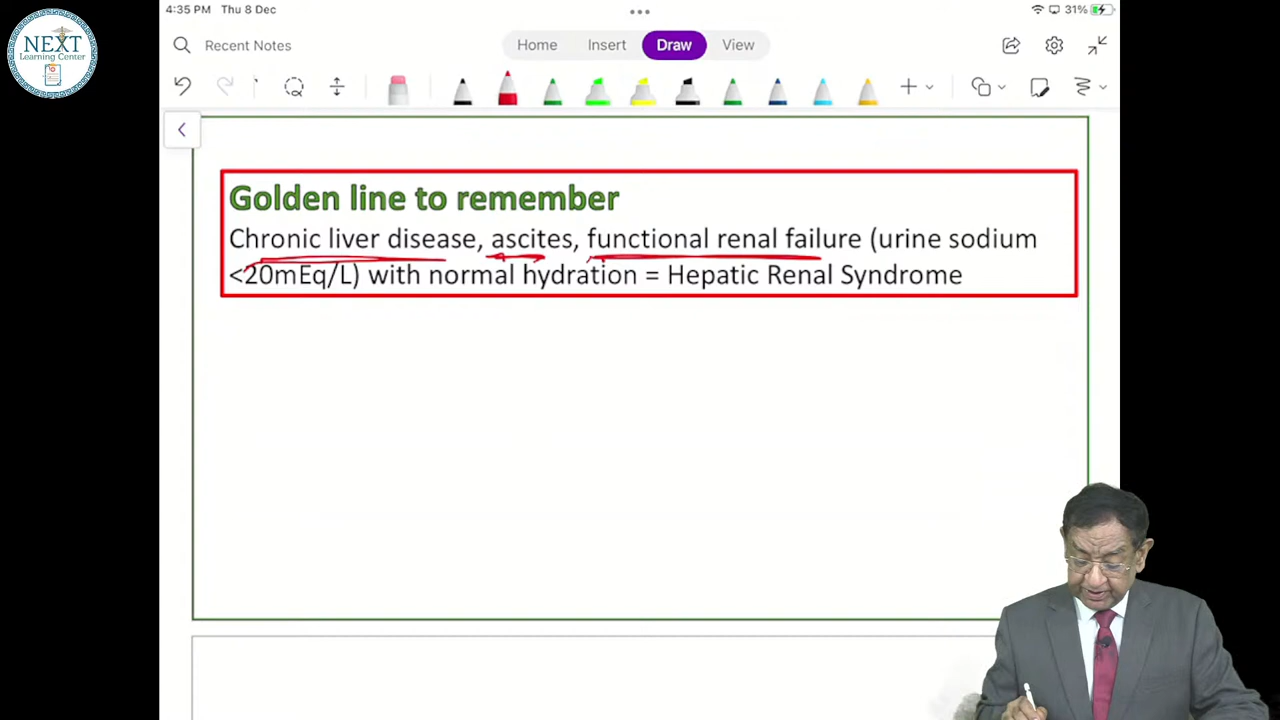 4:35 PM Thu 8 Dec
31%
NEXT
Learning Center
Recent Notes
Home Insert Draw View
Golden line to remember
Chronic liver disease, ascites, functional renal failure (urine sodium
<20mEq/L) with normal hydration = Hepatic Renal Syndrome